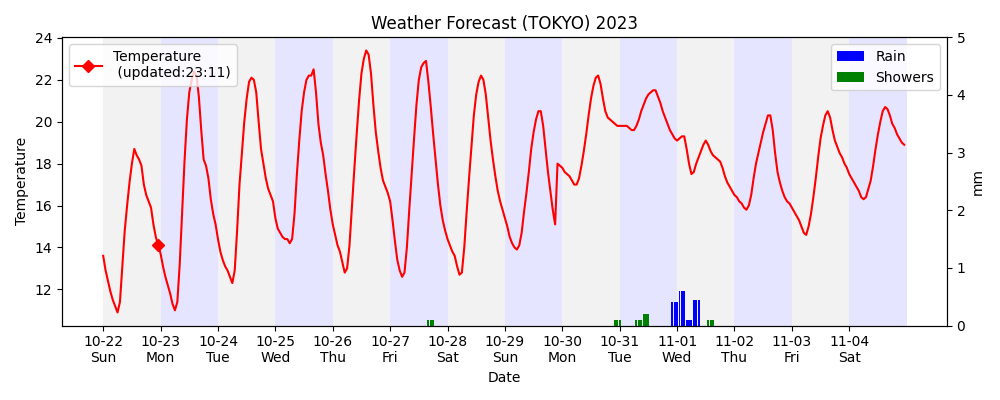 Weather Forecast (TOKYO) 2023
Temperature
(updated:23:11)
Rain
Showers
Temperature
24
22
20
18
16
14
12
5
4
3
2
1
0
mm
10-22 10-23 10-24 10-25 10-26 10-27 10-28 10-29 10-30 10-31 11-01 11-02 11-03 11-04
Sun Mon Tue Wed Thu Fri Sat Sun Mon Tue Wed Thu Fri Sat
Date